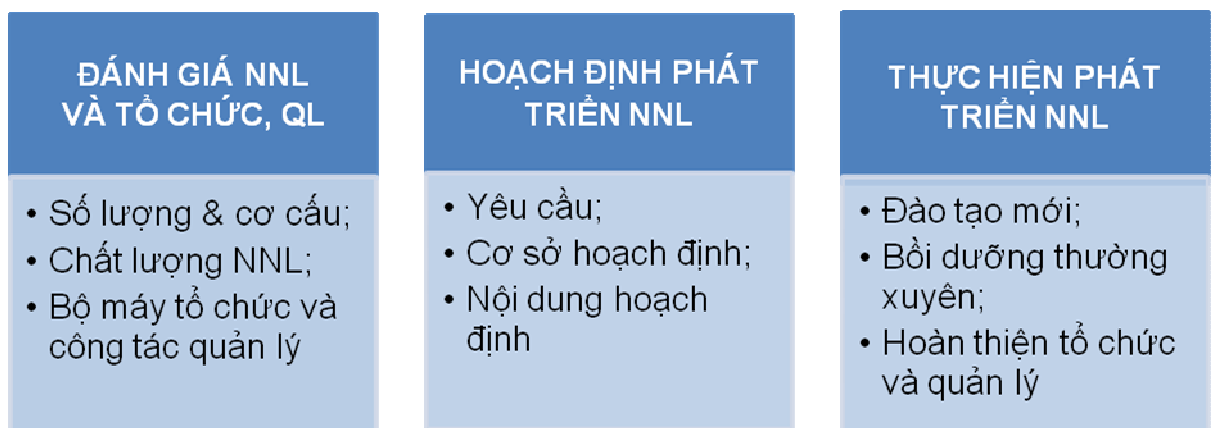 ĐÁNH GIÁ NNL
VÀ TỔ CHỨC, QL
• Số lượng & cơ cấu;
• Chất lượng NNL;
• Bộ máy tổ chức và
công tác quản lý
HOẠCH ĐỊNH PHÁT
TRIỂN NNL
• Yêu cầu;
• Cơ sở hoạch định;
• Nội dung hoạch
định
THỰC HIỆN PHÁT
TRIỂN NNL
• Đào tạo mới;
• Bồi dưỡng thường
xuyên;
• Hoàn thiện tổ chức
và quản lý